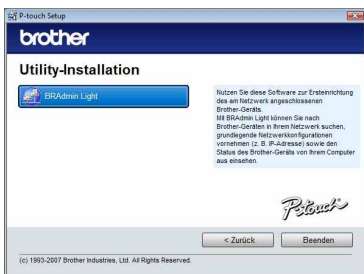 P-touch Setup
brother
Utility-Installation
BRAdmin Light
Nutzen Sie diese Software zur Ersteinrichtung
des am Netzwerk angeschlossenen
Brother-Geräts.
Mit BRAdmin Light können Sie nach
Brother-Geräten in Ihrem Netzwerk suchen,
grundlegende Netzwerkkonfigurationen
vornehmen (z. B. IP-Adresse) sowie den
Status des Brother-Geräts von Ihrem Computer
aus einsehen.
P-touch
< Zurück
Beenden
(c) 1993-2007 Brother Industries, Ltd. All Rights Reserved.